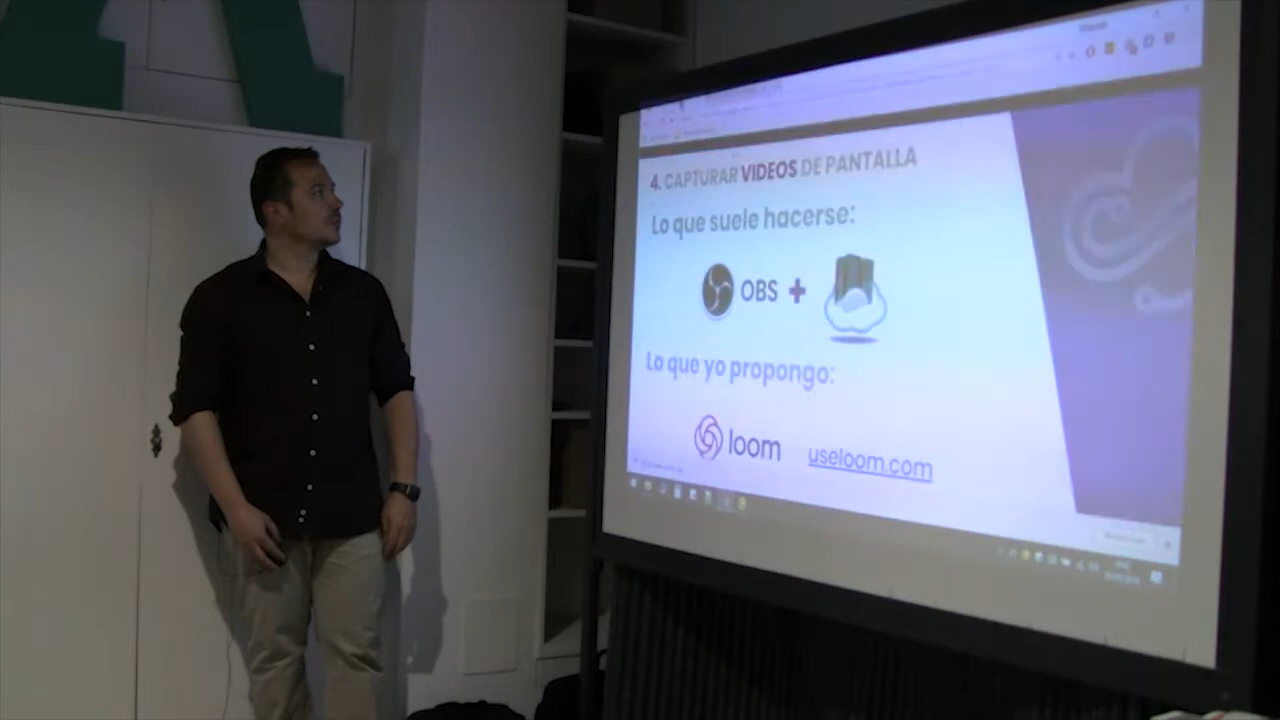 4. CAPTURAR VIDEOS DE PANTALLA
Lo que suele hacerse:
OBS +
Lo que yo propongo:
loom useloom.com